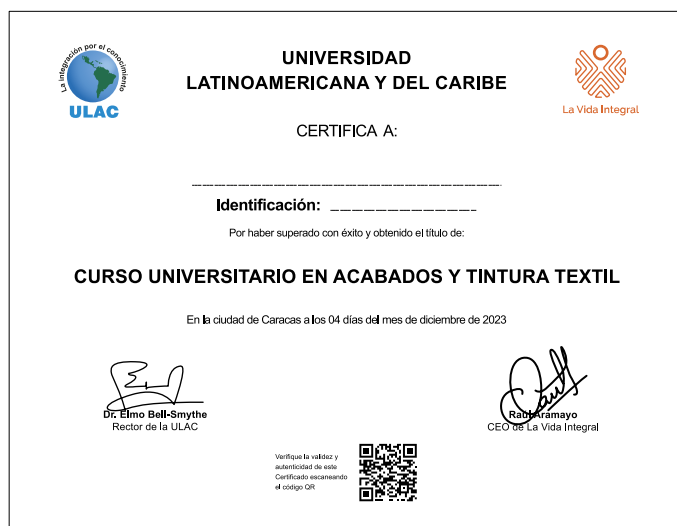 La integración por el conocimiento
ULAC
UNIVERSIDAD
LATINOAMERICANA Y DEL CARIBE
La Vida Integral
CERTIFICA A:
Identificación:
Por haber superado con éxito y obtenido el título de:
CURSO UNIVERSITARIO EN ACABADOS Y TINTURA TEXTIL
En la ciudad de Caracas a los 04 días del mes de diciembre de 2023
Dr. Elmo Bell-Smythe
Rector de la ULAC
Raúl Aramayo
CEO de La Vida Integral
Verifique la validez y
autenticidad de este
Certificado escaneando
el código QR